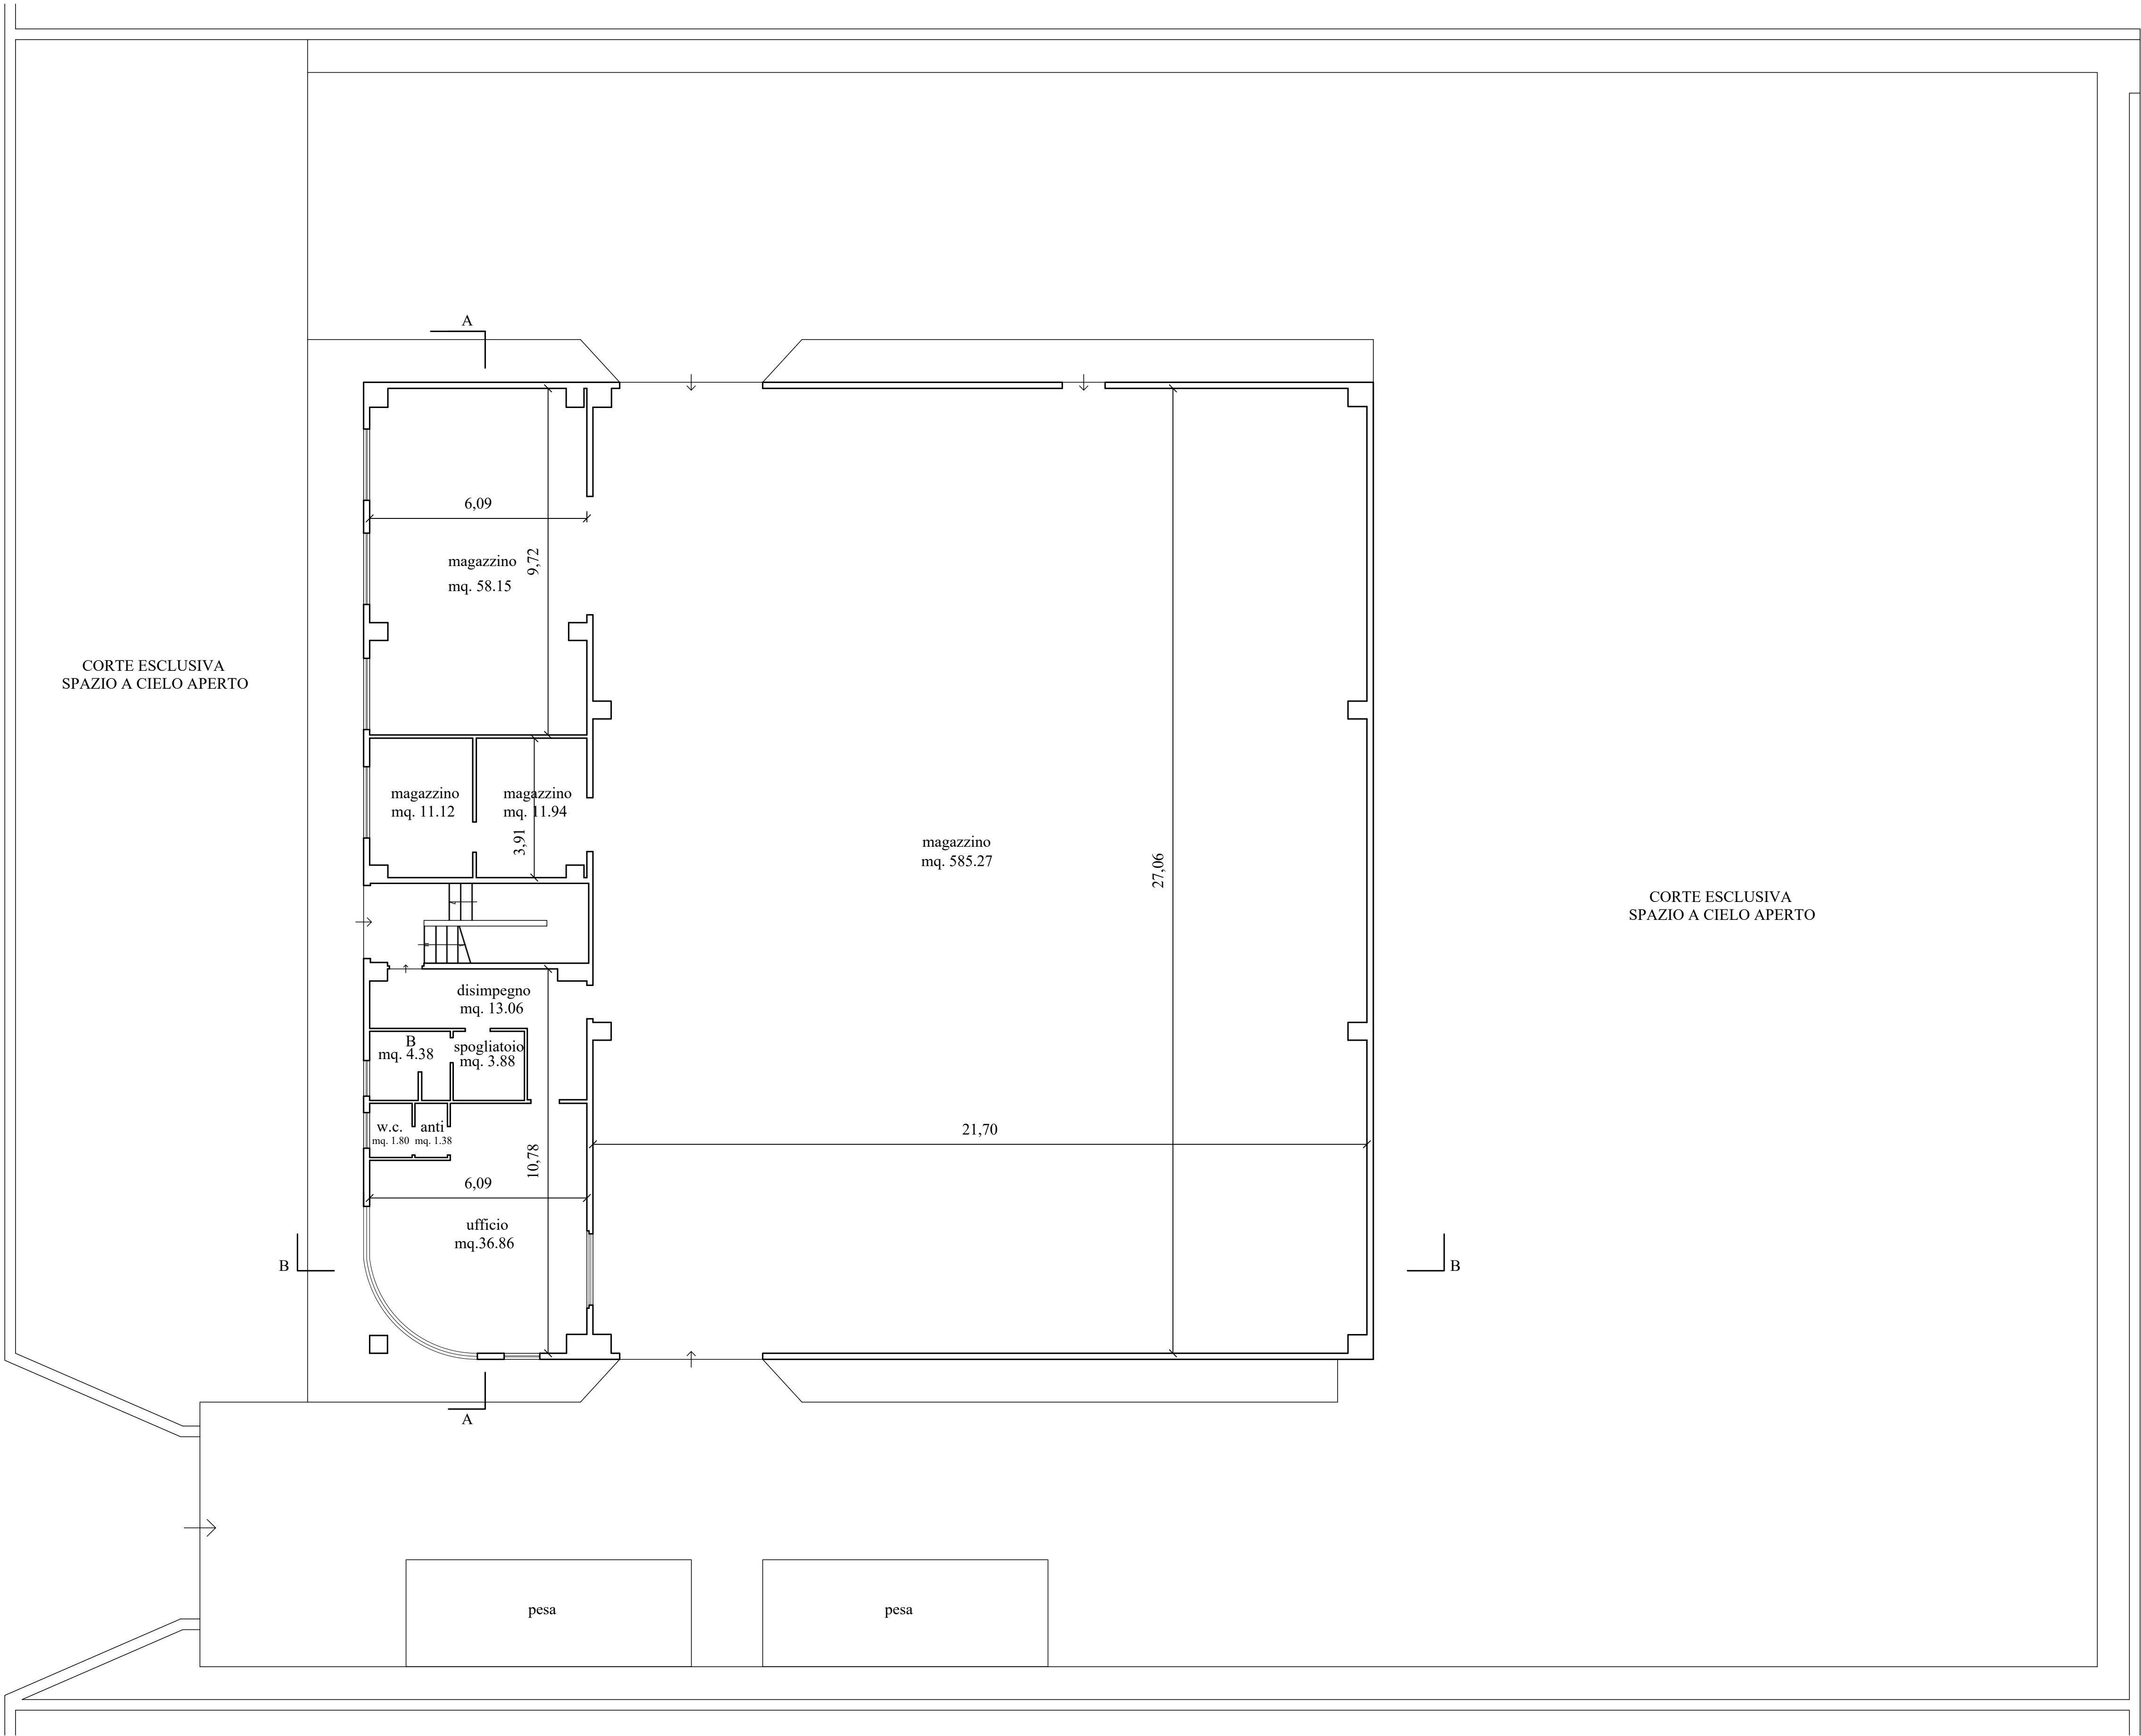 A
6,09
9,72
magazzino
mq. 58.15
CORTE ESCLUSIVA
SPAZIO A CIELO APERTO
magazzino
mq. 11.12
magazzino
mq. 11.94
3,91
magazzino
mq. 585.27
27,06
CORTE ESCLUSIVA
SPAZIO A CIELO APERTO
disimpegno
mq. 13.06
B
mq. 4.38
spogliatoio
mq. 3.88
w.c.
mq. 1.80
anti
mq. 1.38
10,78
21,70
6,09
ufficio
mq.36.86
B
B
A
pesa
pesa